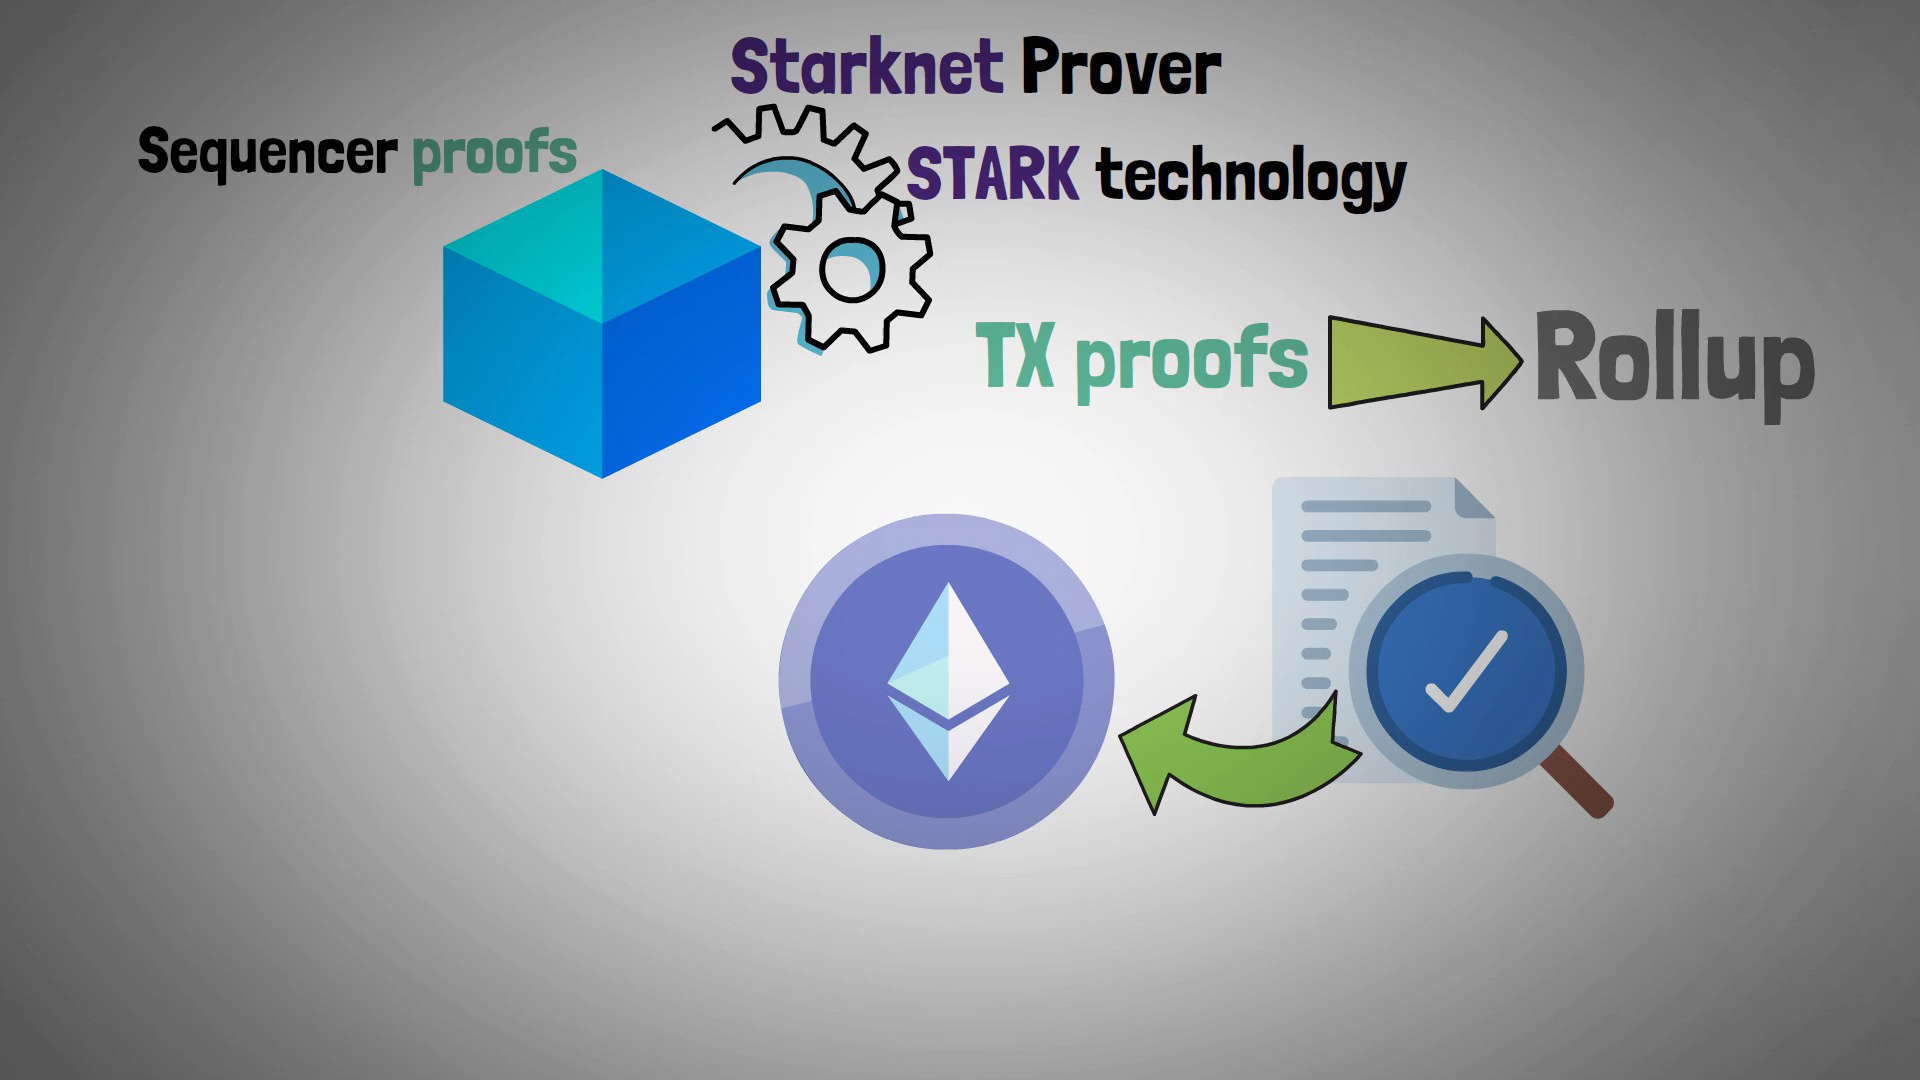 Starknet Prover
Sequencer proofs
STARK technology
TX proofs
Rollup